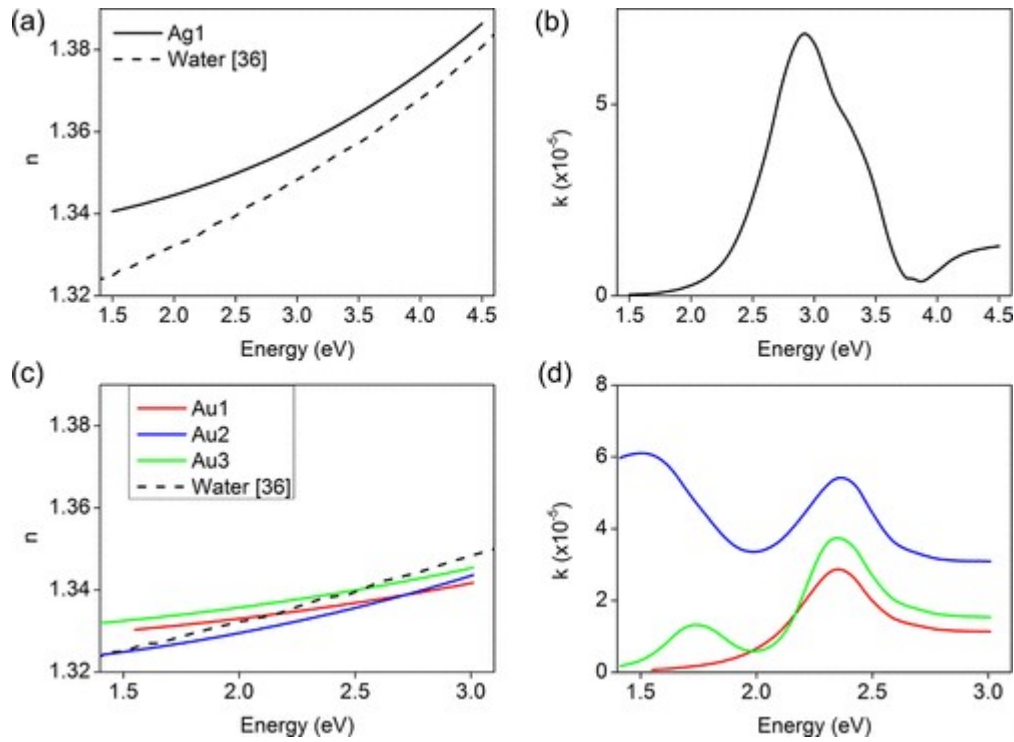 (a)
Ag1
Water [36]
n
1.38
1.36
1.34
1.32
1.5 2.0 2.5 3.0 3.5 4.0 4.5
Energy (eV)
(b)
k (x10⁻⁵)
5
0
1.5 2.0 2.5 3.0 3.5 4.0 4.5
Energy (eV)
(c)
Au1
Au2
Au3
Water [36]
n
1.38
1.36
1.34
1.32
1.5 2.0 2.5 3.0
Energy (eV)
(d)
k (x10⁻⁵)
8
6
4
2
0
1.5 2.0 2.5 3.0
Energy (eV)